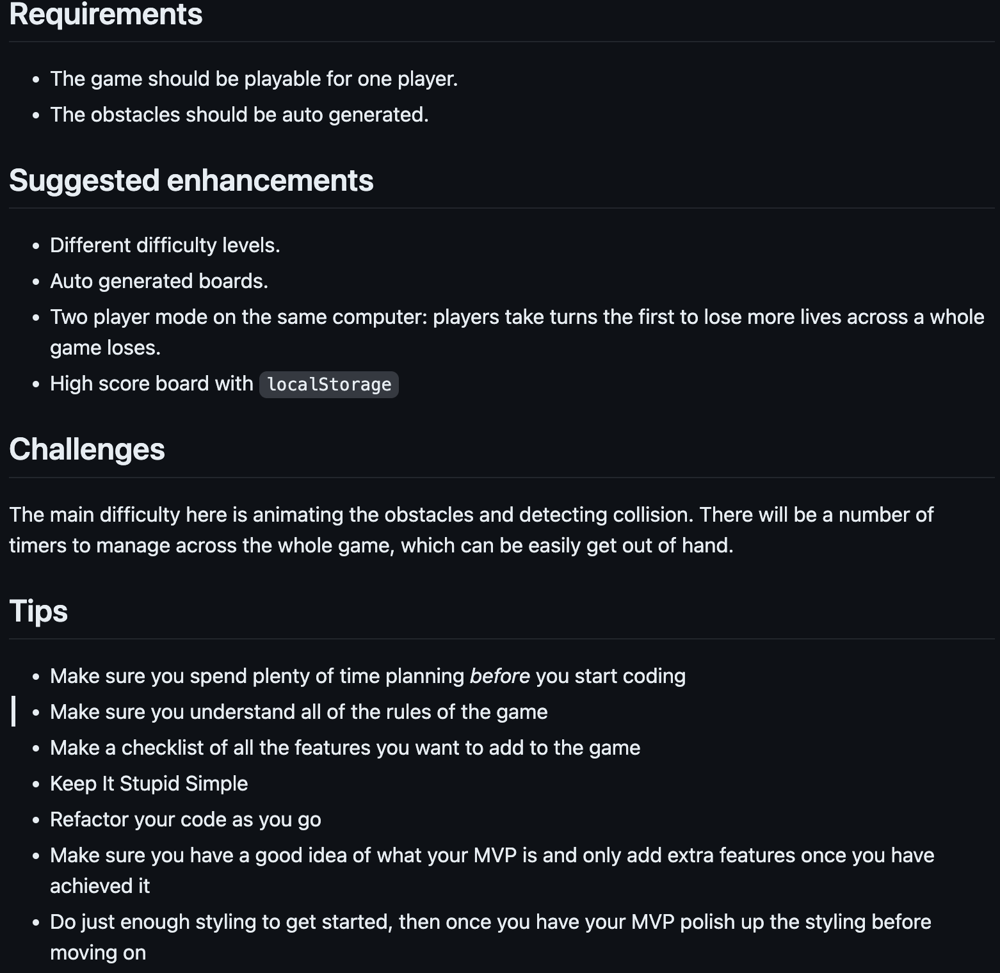 Requirements
The game should be playable for one player.
The obstacles should be auto generated.
Suggested enhancements
Different difficulty levels.
Auto generated boards.
Two player mode on the same computer: players take turns the first to lose more lives across a whole
game loses.
High score board with localStorage
Challenges
The main difficulty here is animating the obstacles and detecting collision. There will be a number of
timers to manage across the whole game, which can be easily get out of hand.
Tips
Make sure you spend plenty of time planning before you start coding
Make sure you understand all of the rules of the game
Make a checklist of all the features you want to add to the game
Keep It Stupid Simple
Refactor your code as you go
Make sure you have a good idea of what your MVP is and only add extra features once you have
achieved it
Do just enough styling to get started, then once you have your MVP polish up the styling before
moving on